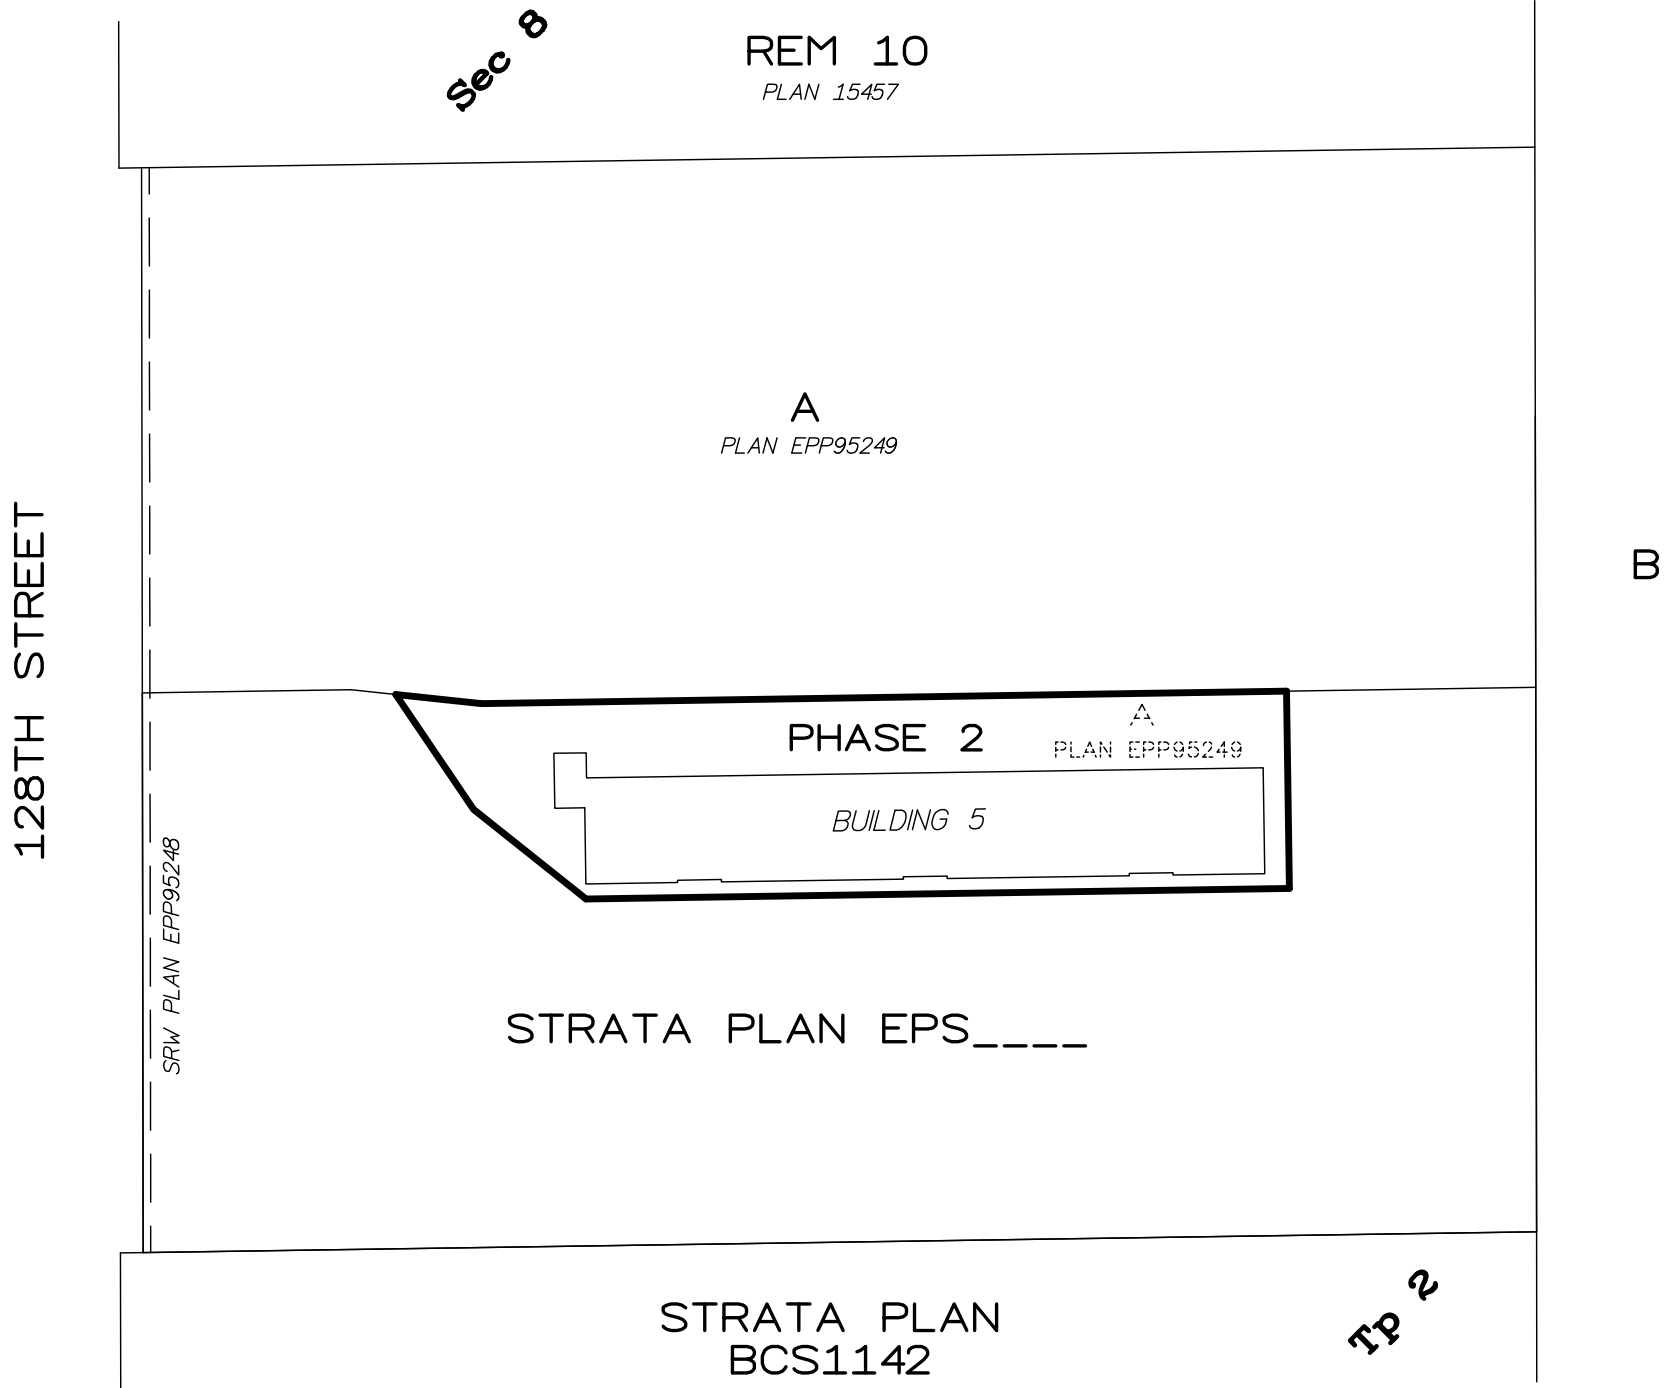 Sec 8
REM 10
PLAN 15457
A
PLAN EPP95249
128TH STREET
B
PHASE 2
A
PLAN EPP95249
BUILDING 5
SRW PLAN EPP95248
STRATA PLAN EPS____
Tp 2
STRATA PLAN
BCS1142